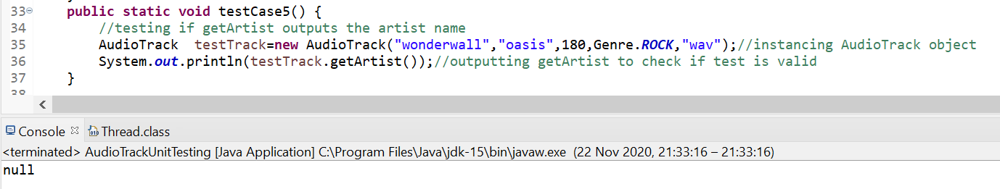 33 public static void testCase5() {
34 //testing if getArtist outputs the artist name
35 AudioTrack  testTrack=new AudioTrack("wonderwall","oasis",180,Genre.ROCK,"wav");//instancing AudioTrack object
36 System.out.println(testTrack.getArtist());//outputting getArtist to check if test is valid
37 }
38
Console Thread.class
<terminated> AudioTrackUnitTesting [Java Application] C:\Program Files\Java\jdk-15\bin\javaw.exe  (22 Nov 2020, 21:33:16 – 21:33:16)
null